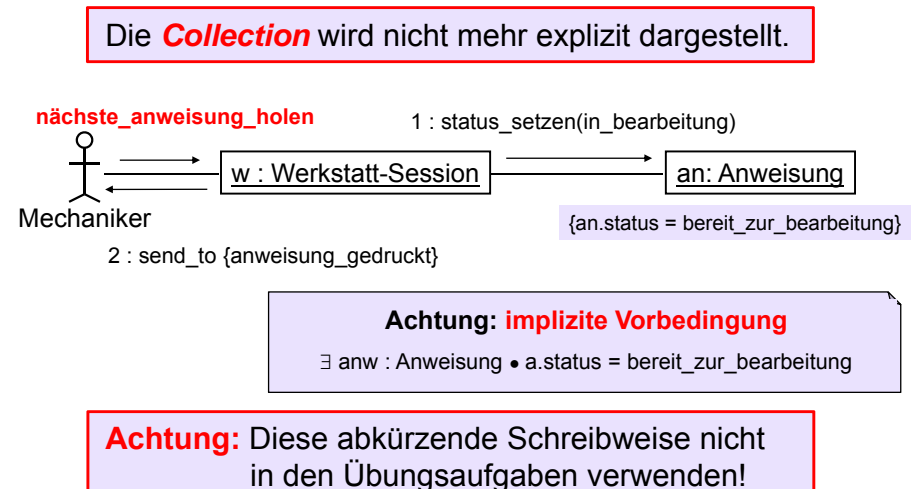 Die Collection wird nicht mehr explizit dargestellt.
nächste_anweisung_holen
1 : status_setzen(in_bearbeitung)
w : Werkstatt-Session
an: Anweisung
Mechaniker
{an.status = bereit_zur_bearbeitung}
2 : send_to {anweisung_gedruckt}
Achtung: implizite Vorbedingung
∃ anw : Anweisung • a.status = bereit_zur_bearbeitung
Achtung: Diese abkürzende Schreibweise nicht
in den Übungsaufgaben verwenden!